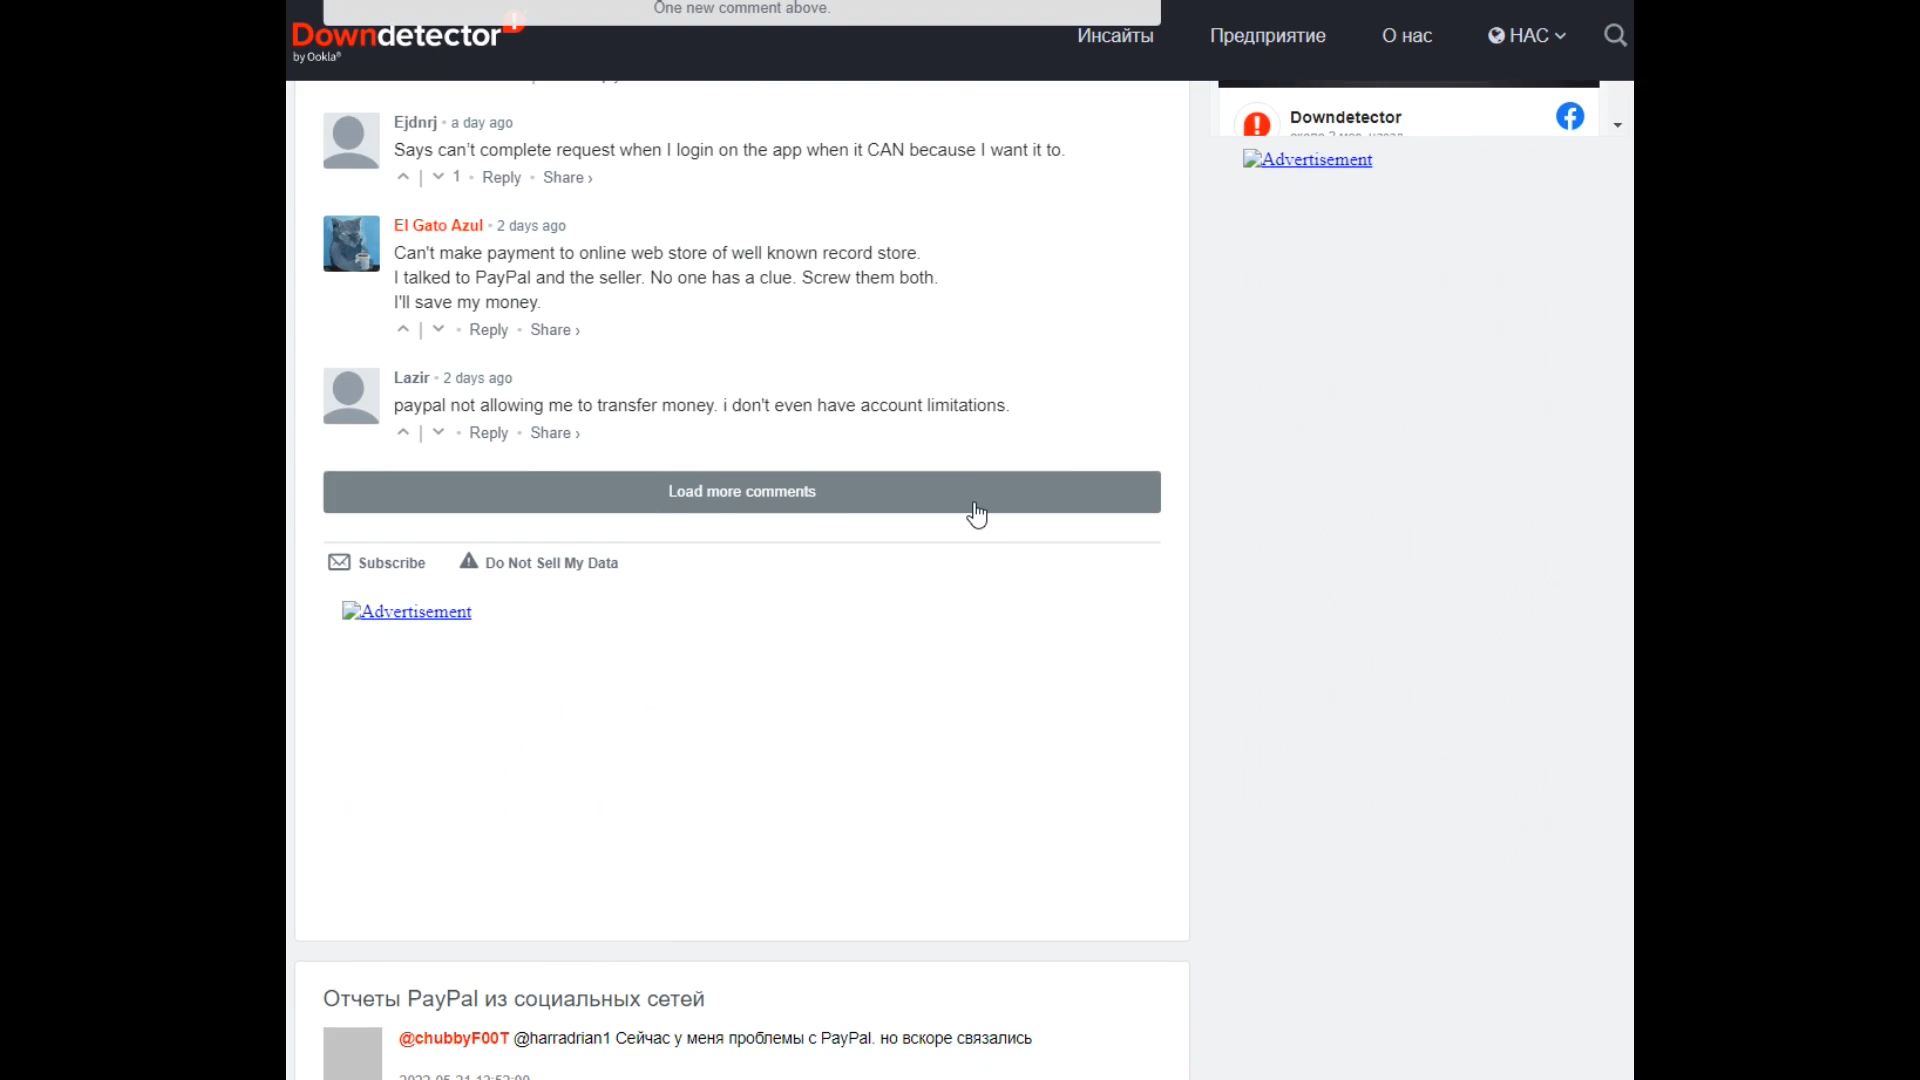 One new comment above.
Downdetector
by Ookla®
Инсайты
Предприятие
О нас
НАС
Ejdnrj • a day ago
Says can't complete request when I login on the app when it CAN because I want it to.
1 • Reply • Share ›
El Gato Azul • 2 days ago
Can't make payment to online web store of well known record store.
I talked to PayPal and the seller. No one has a clue. Screw them both.
I'll save my money.
• Reply • Share ›
Lazir • 2 days ago
paypal not allowing me to transfer money. i don't even have account limitations.
• Reply • Share ›
Load more comments
Subscribe
Do Not Sell My Data
Advertisement
Downdetector
Advertisement
Отчеты PayPal из социальных сетей
@chubbyF00T @harradrian1 Сейчас у меня проблемы с PayPal. но вскоре связались